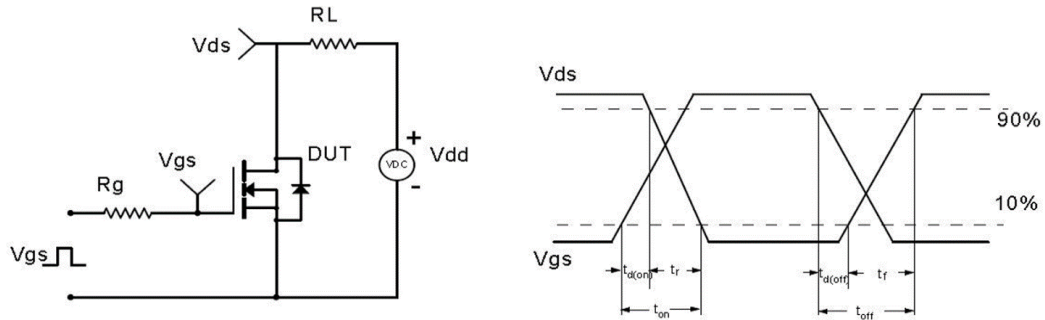 RL
Vds
Vgs
DUT
VDC
+
-
Vdd
Rg
Vgs
Vds
90%
10%
Vgs
td(on)
tr
td(off)
tf
ton
toff